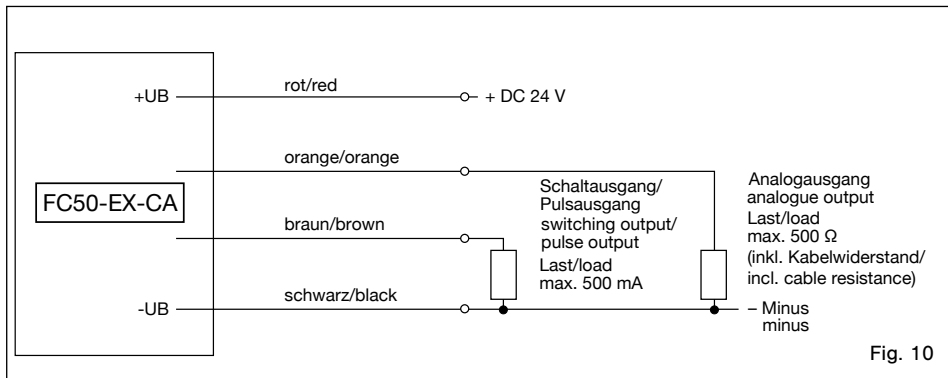 +UB
rot/red
+ DC 24 V
orange/orange
FC50-EX-CA
braun/brown
Schaltausgang/
Pulsausgang
switching output/
pulse output
Last/load
max. 500 mA
Analogausgang
analogue output
Last/load
max. 500 Ω
(inkl. Kabelwiderstand/
incl. cable resistance)
-UB
schwarz/black
– Minus
minus
Fig. 10